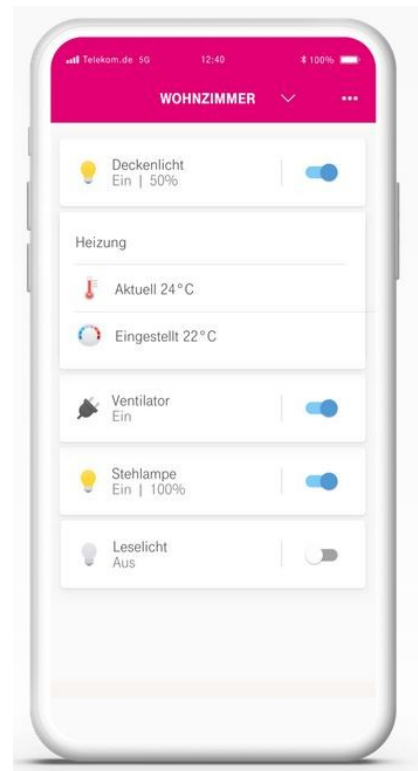 Telekom.de 5G 12:40 100%
WOHNZIMMER
Deckenlicht
Ein | 50%
Heizung
Aktuell 24°C
Eingestellt 22°C
Ventilator
Ein
Stehlampe
Ein | 100%
Leselicht
Aus